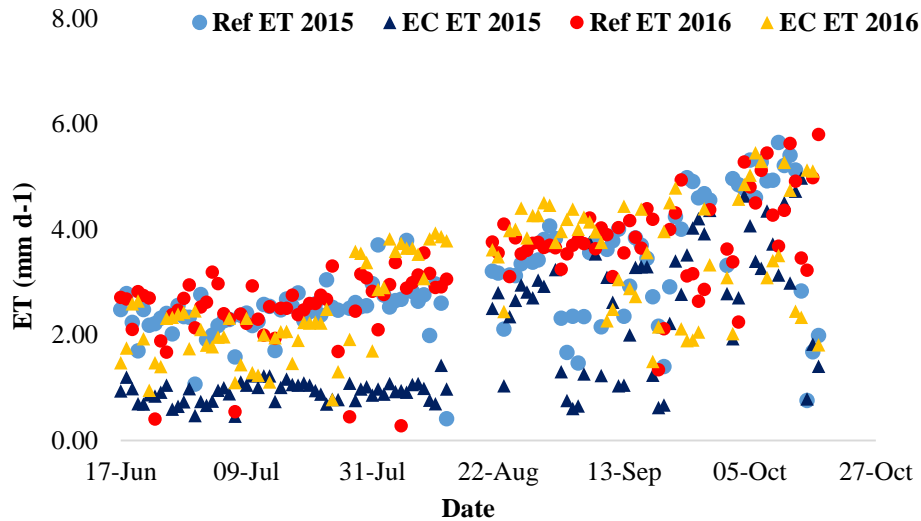 8.00
Ref ET 2015 EC ET 2015 Ref ET 2016 EC ET 2016
6.00
4.00
2.00
0.00
ET (mm d-1)
17-Jun 09-Jul 31-Jul 22-Aug 13-Sep 05-Oct 27-Oct
Date